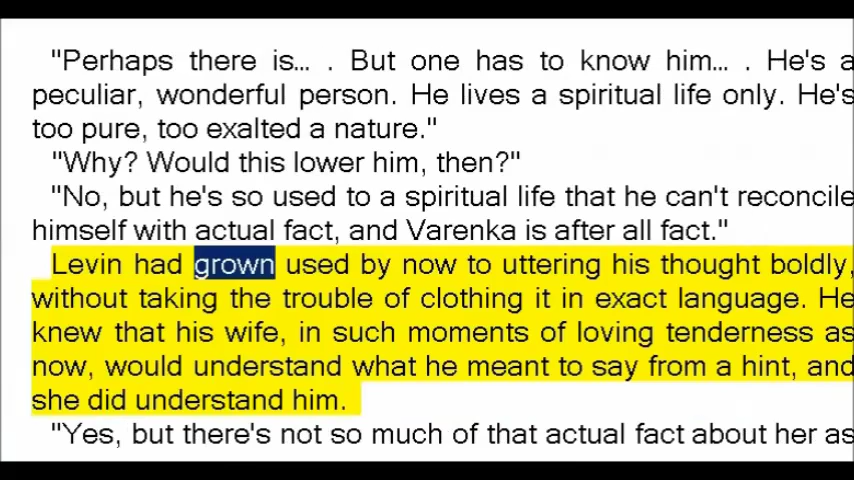 "Perhaps there is... . But one has to know him... . He's a
peculiar, wonderful person. He lives a spiritual life only. He's
too pure, too exalted a nature."
"Why? Would this lower him, then?"
"No, but he's so used to a spiritual life that he can't reconcile
himself with actual fact, and Varenka is after all fact."
Levin had grown used by now to uttering his thought boldly,
without taking the trouble of clothing it in exact language. He
knew that his wife, in such moments of loving tenderness as
now, would understand what he meant to say from a hint, and
she did understand him.
"Yes, but there's not so much of that actual fact about her as